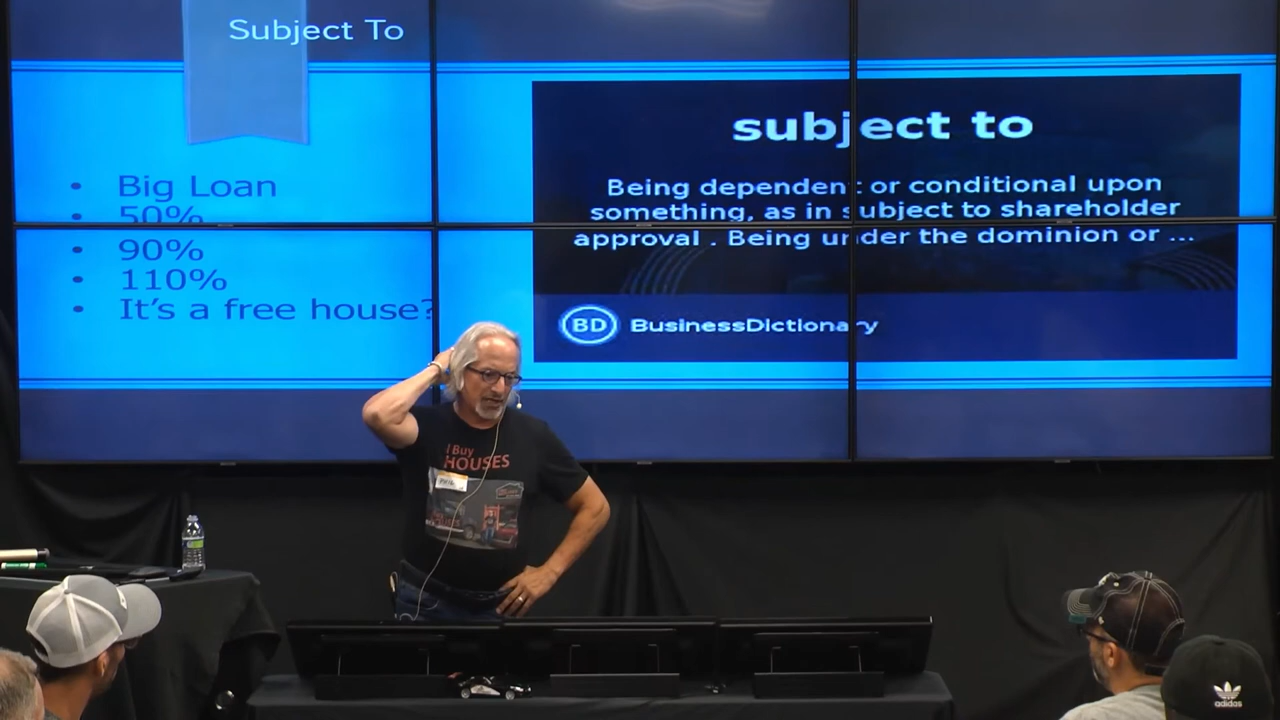 Subject To
• Big Loan
• 50%
• 90%
• 110%
• It's a free house?
subject to
Being dependent or conditional upon
something, as in subject to shareholder
approval . Being under the dominion or ...
BD BusinessDictionary
I Buy
HOUSES
adidas